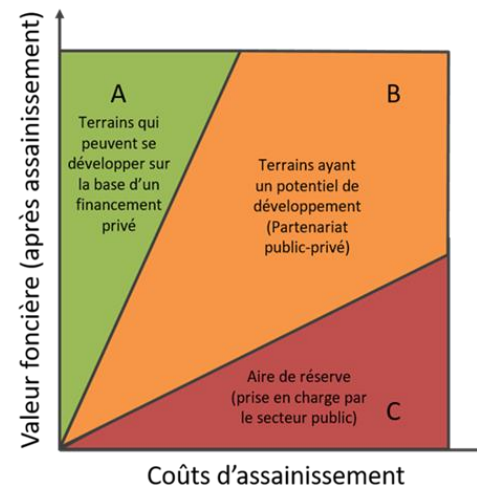 Valeur foncière (après assainissement)
A
Terrains qui
peuvent se
développer sur
la base d’un
financement
privé
B
Terrains ayant
un potentiel de
développement
(Partenariat
public-privé)
Aire de réserve
(prise en charge par
le secteur public)
C
Coûts d’assainissement